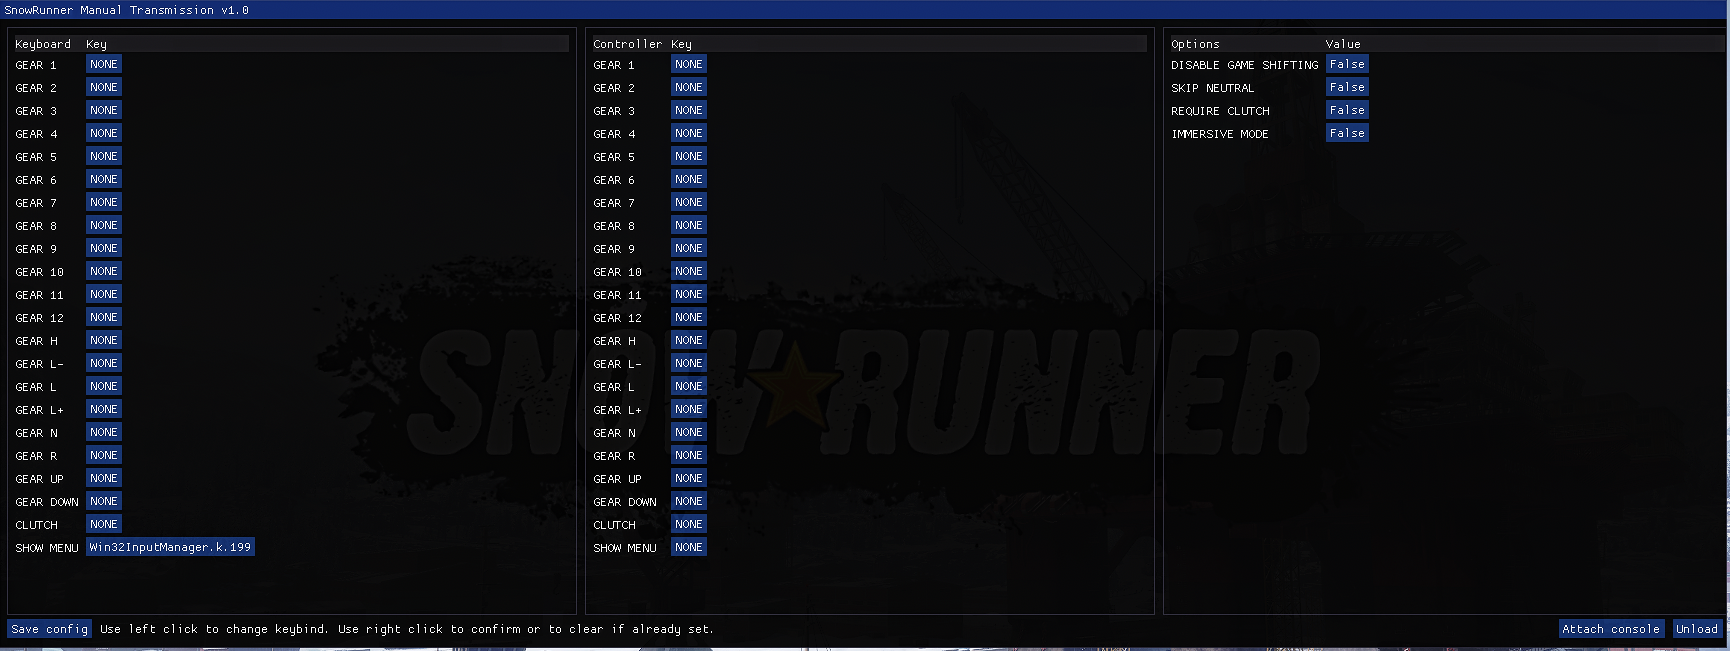 SnowRunner Manual Transmission v1.0
Keyboard Key
GEAR 1 NONE
GEAR 2 NONE
GEAR 3 NONE
GEAR 4 NONE
GEAR 5 NONE
GEAR 6 NONE
GEAR 7 NONE
GEAR 8 NONE
GEAR 9 NONE
GEAR 10 NONE
GEAR 11 NONE
GEAR 12 NONE
GEAR H NONE
GEAR L- NONE
GEAR L NONE
GEAR L+ NONE
GEAR N NONE
GEAR R NONE
GEAR UP NONE
GEAR DOWN NONE
CLUTCH NONE
SHOW MENU Win32InputManager.k.199
Controller Key
GEAR 1 NONE
GEAR 2 NONE
GEAR 3 NONE
GEAR 4 NONE
GEAR 5 NONE
GEAR 6 NONE
GEAR 7 NONE
GEAR 8 NONE
GEAR 9 NONE
GEAR 10 NONE
GEAR 11 NONE
GEAR 12 NONE
GEAR H NONE
GEAR L- NONE
GEAR L NONE
GEAR L+ NONE
GEAR N NONE
GEAR R NONE
GEAR UP NONE
GEAR DOWN NONE
CLUTCH NONE
SHOW MENU NONE
Options Value
DISABLE GAME SHIFTING False
SKIP NEUTRAL False
REQUIRE CLUTCH False
IMMERSIVE MODE False
SNOW RUNNER
Save config Use left click to change keybind. Use right click to confirm or to clear if already set.
Attach console Unload